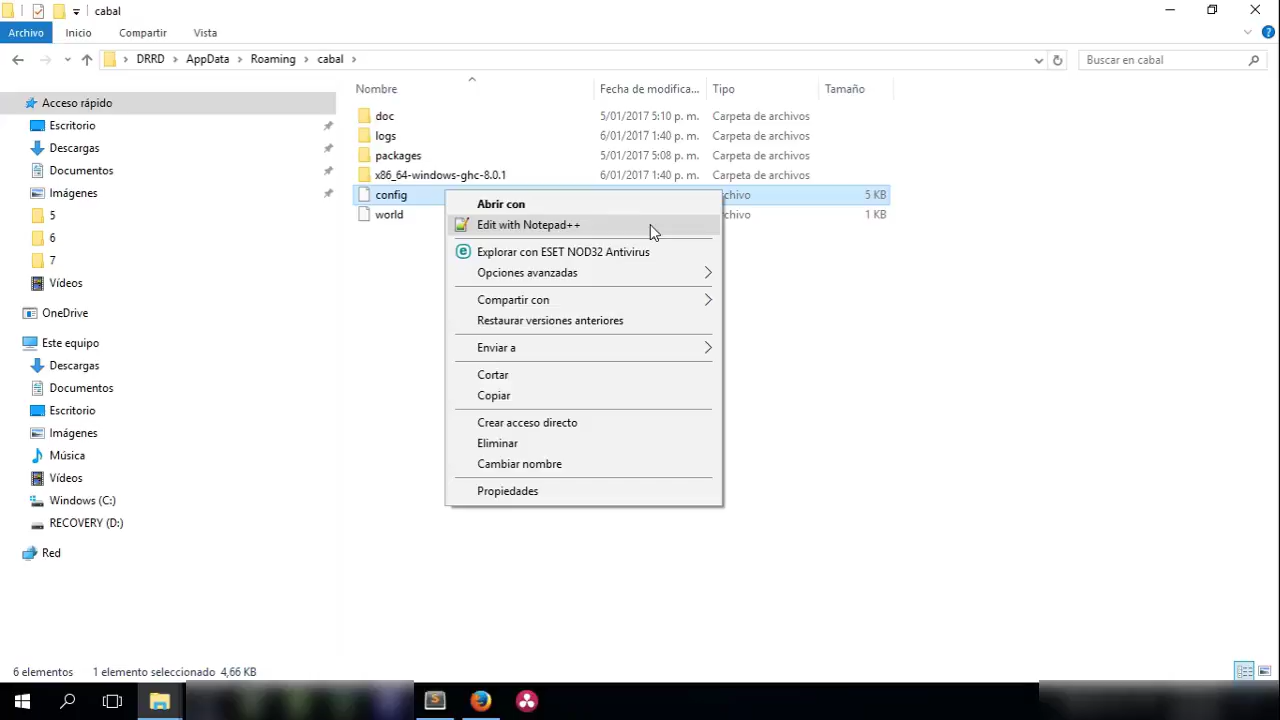 cabal
Archivo Inicio Compartir Vista
DRRD AppData Roaming cabal Buscar en cabal
Nombre Fecha de modifica... Tipo Tamaño
Acceso rápido
Escritorio
Descargas
Documentos
Imágenes
5
6
7
Vídeos
OneDrive
Este equipo
Descargas
Documentos
Escritorio
Imágenes
Música
Vídeos
Windows (C:)
RECOVERY (D:)
Red
doc 5/01/2017 5:10 p. m. Carpeta de archivos
logs 6/01/2017 1:40 p. m. Carpeta de archivos
packages 5/01/2017 5:08 p. m. Carpeta de archivos
x86_64-windows-ghc-8.0.1 6/01/2017 1:40 p. m. Carpeta de archivos
config rchivo 5 KB
world rchivo 1 KB
Abrir con
Edit with Notepad++
Explorar con ESET NOD32 Antivirus
Opciones avanzadas
Compartir con
Restaurar versiones anteriores
Enviar a
Cortar
Copiar
Crear acceso directo
Eliminar
Cambiar nombre
Propiedades
6 elementos 1 elemento seleccionado 4,66 KB